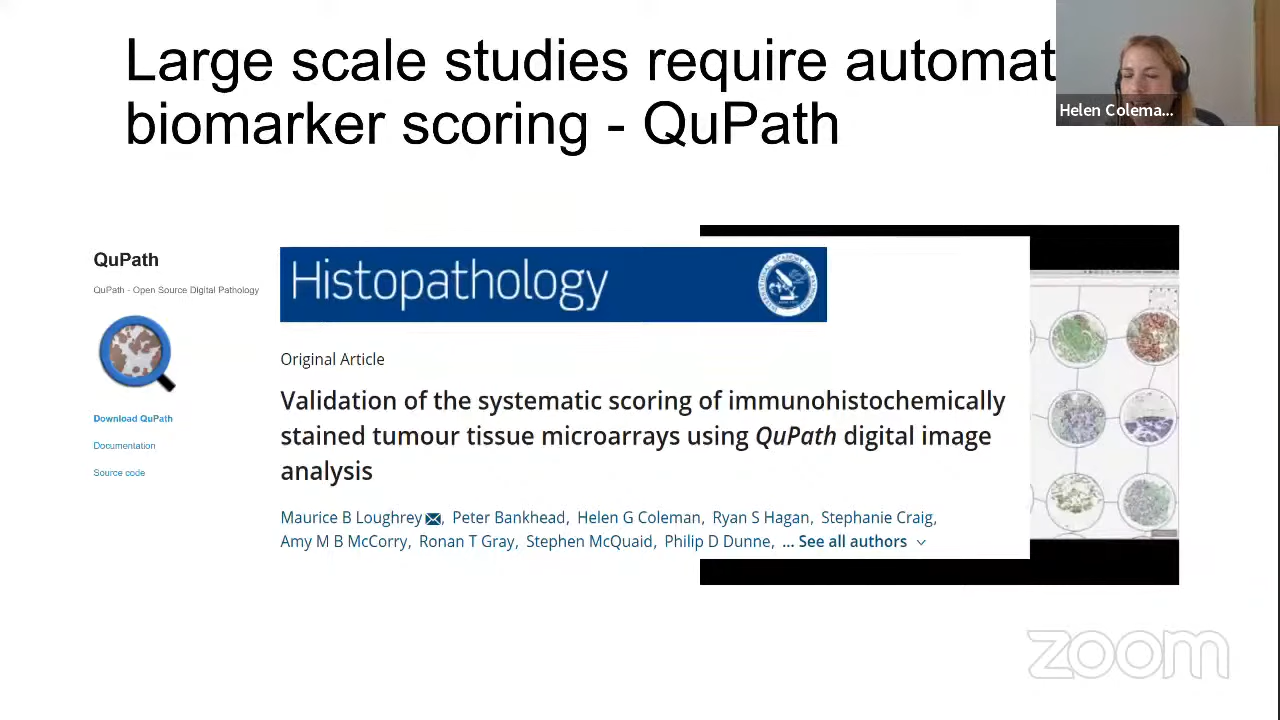 Large scale studies require automat
biomarker scoring - QuPath
Helen Colema...
QuPath
QuPath - Open Source Digital Pathology
Download QuPath
Documentation
Source code
Histopathology
Original Article
Validation of the systematic scoring of immunohistochemically
stained tumour tissue microarrays using QuPath digital image
analysis
Maurice B Loughrey, Peter Bankhead, Helen G Coleman, Ryan S Hagan, Stephanie Craig,
Amy M B McCorry, Ronan T Gray, Stephen McQuaid, Philip D Dunne, ... See all authors
zoom